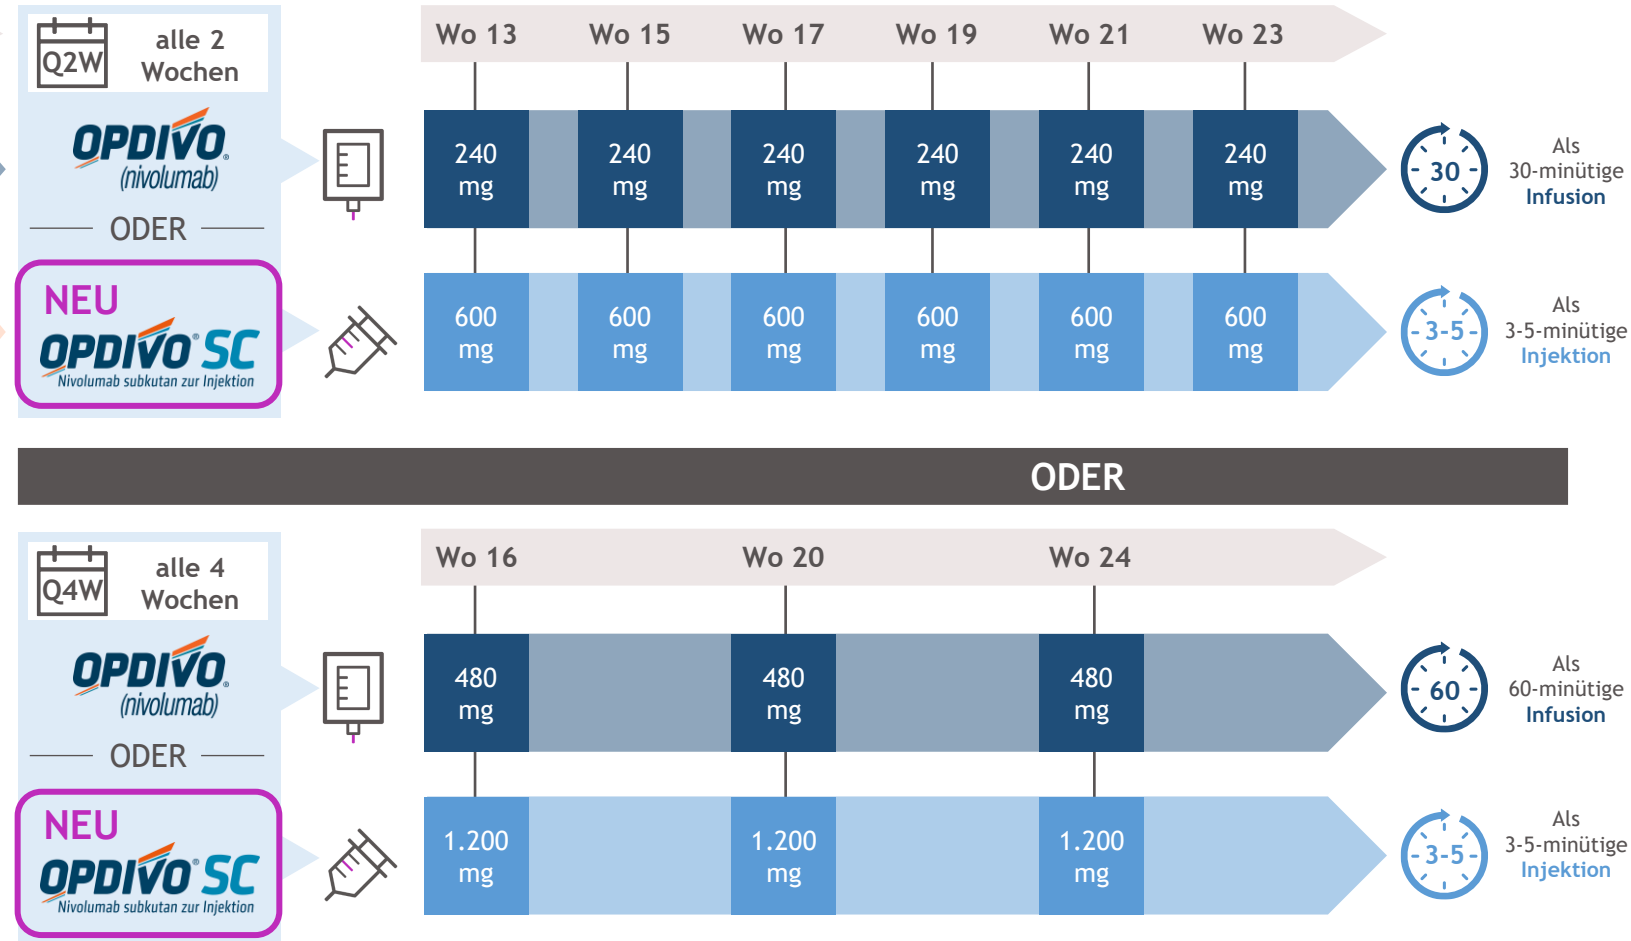 Q2W
alle 2
Wochen
OPDIVO®
(nivolumab)
ODER
NEU
OPDIVO® SC
Nivolumab subkutan zur Injektion
Wo 13 Wo 15 Wo 17 Wo 19 Wo 21 Wo 23
240 240 240 240 240 240
mg mg mg mg mg mg
30
Als
30-minütige
Infusion
600 600 600 600 600 600
mg mg mg mg mg mg
3-5
Als
3-5-minütige
Injektion
ODER
Q4W
alle 4
Wochen
OPDIVO®
(nivolumab)
ODER
NEU
OPDIVO® SC
Nivolumab subkutan zur Injektion
Wo 16 Wo 20 Wo 24
480 480 480
mg mg mg
60
Als
60-minütige
Infusion
1.200 1.200 1.200
mg mg mg
3-5
Als
3-5-minütige
Injektion